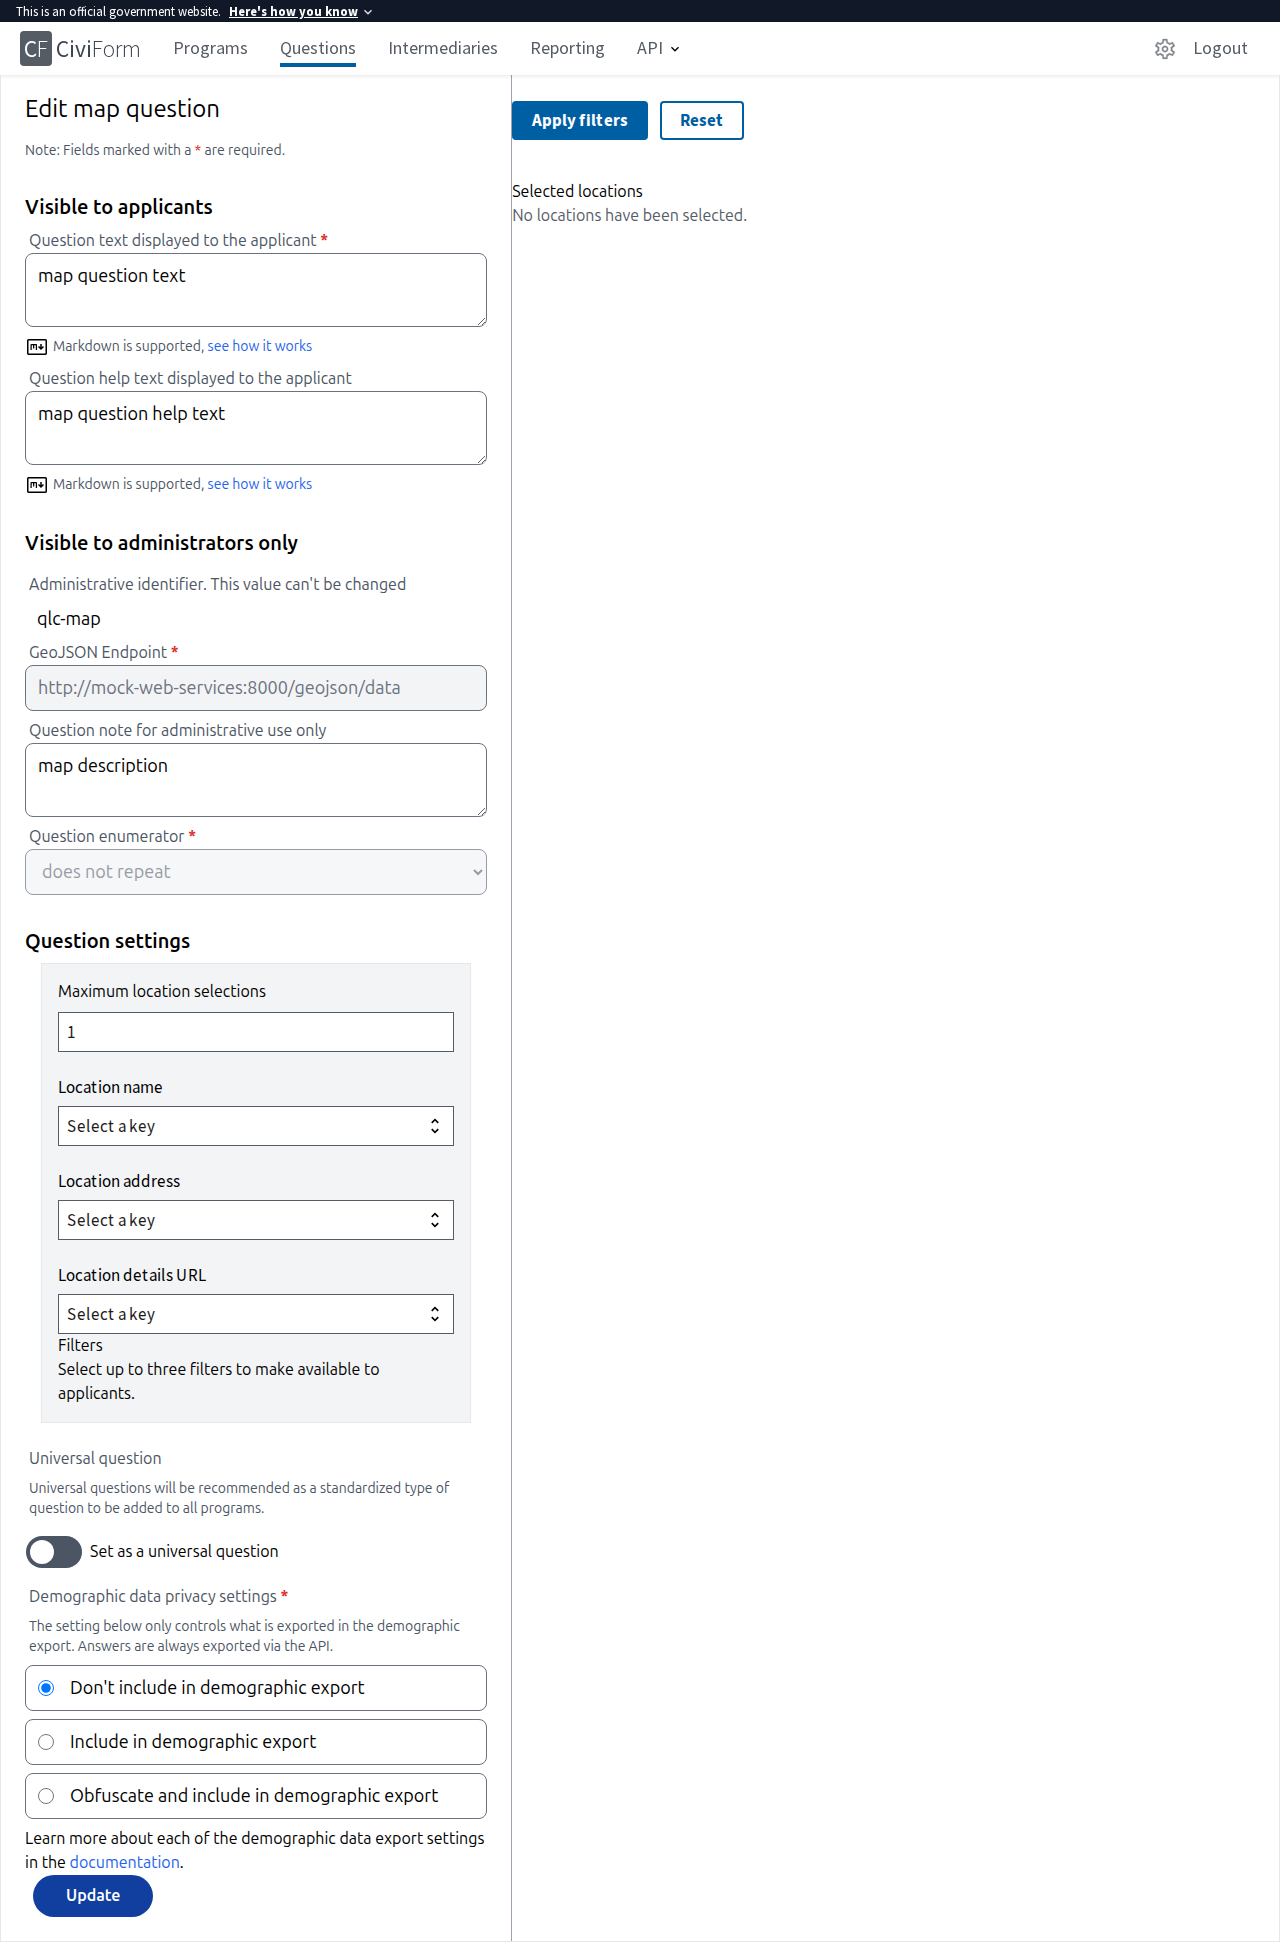 This is an official government website. Here's how you know
CF CiviForm Programs Questions Intermediaries Reporting API Logout
Edit map question
Note: Fields marked with a * are required.
Visible to applicants
Question text displayed to the applicant *
map question text
Markdown is supported, see how it works
Question help text displayed to the applicant
map question help text
Markdown is supported, see how it works
Visible to administrators only
Administrative identifier. This value can't be changed
qlc-map
GeoJSON Endpoint *
http://mock-web-services:8000/geojson/data
Question note for administrative use only
map description
Question enumerator *
does not repeat
Question settings
Maximum location selections
1
Location name
Select a key
Location address
Select a key
Location details URL
Select a key
Filters
Select up to three filters to make available to
applicants.
Universal question
Universal questions will be recommended as a standardized type of
question to be added to all programs.
Set as a universal question
Demographic data privacy settings *
The setting below only controls what is exported in the demographic
export. Answers are always exported via the API.
Don't include in demographic export
Include in demographic export
Obfuscate and include in demographic export
Learn more about each of the demographic data export settings
in the documentation.
Update
Apply filters Reset
Selected locations
No locations have been selected.